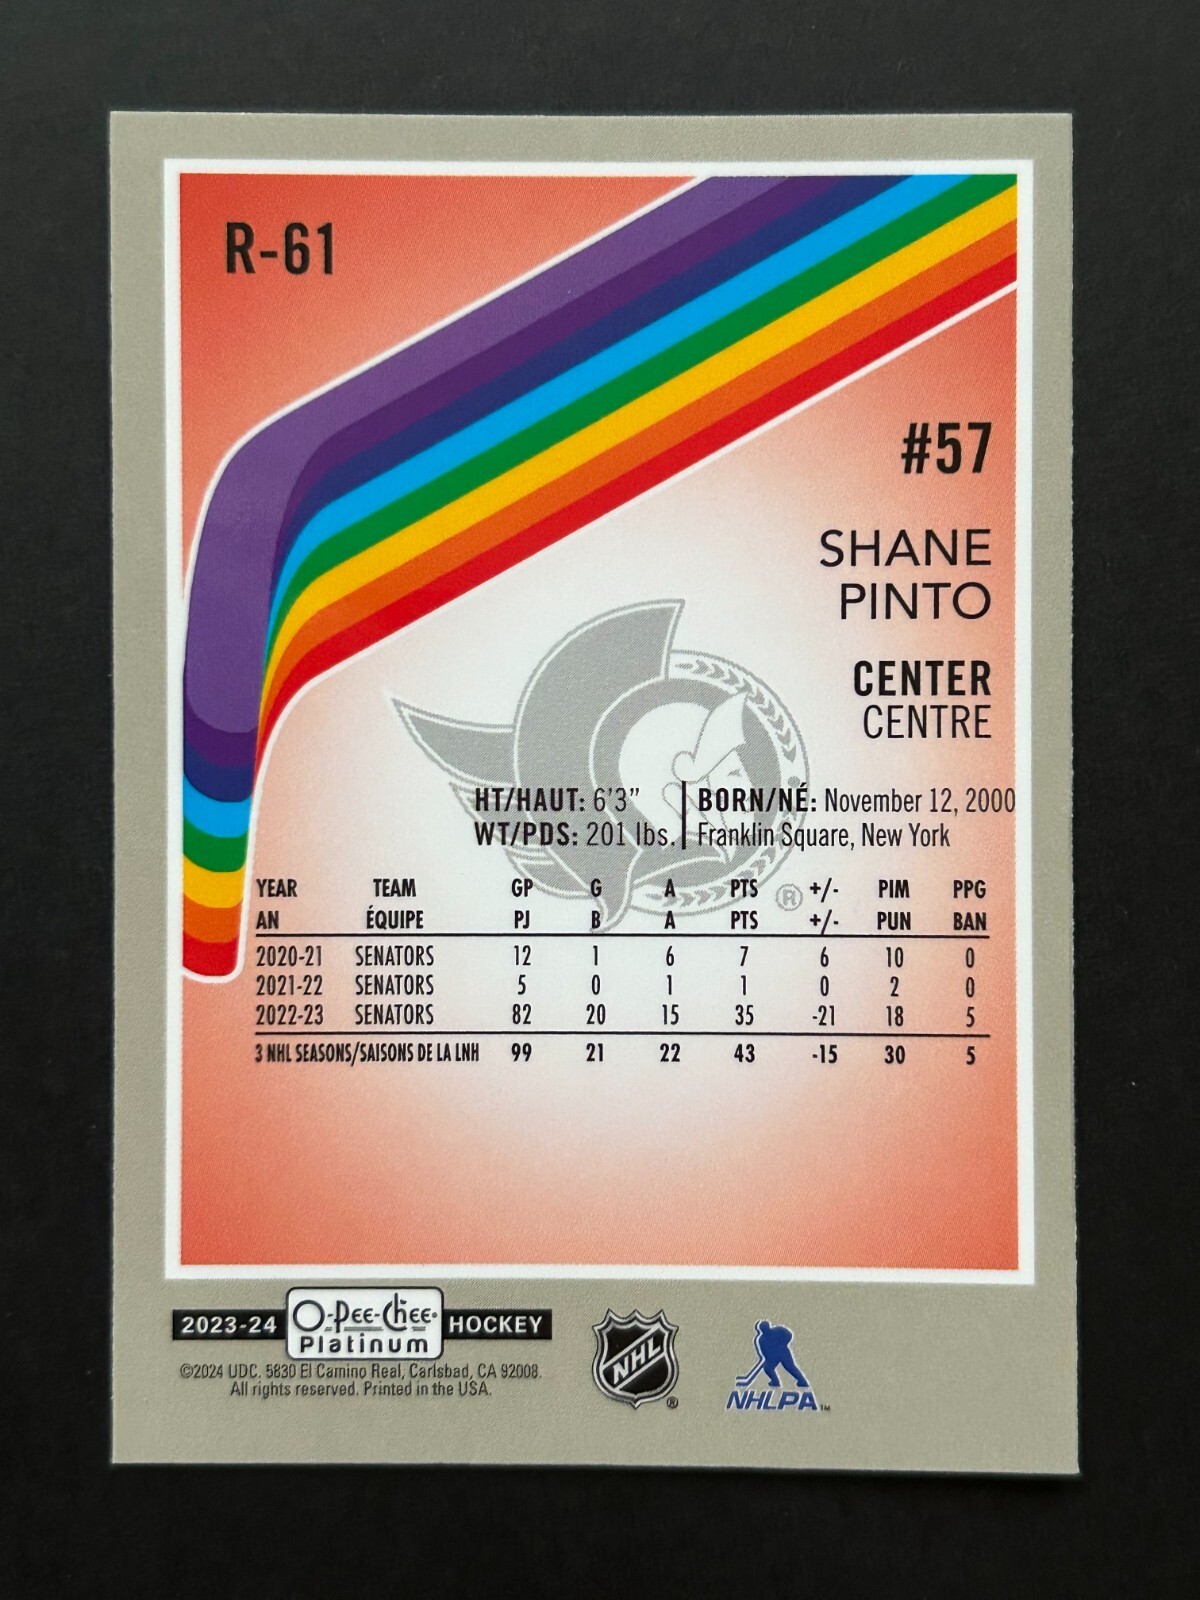 R-61
#57
SHANE
PINTO
CENTER
CENTRE
HT/HAUT: 6'3" | BORN/NÉ: November 12, 2000
WT/PDS: 201 lbs. | Franklin Square, New York
YEAR TEAM GP G A PTS +/- PIM PPG
AN ÉQUIPE PJ B A PTS +/- PUN BAN
2020-21 SENATORS 12 1 6 7 6 10 0
2021-22 SENATORS 5 0 1 1 0 2 0
2022-23 SENATORS 82 20 15 35 -21 18 5
3 NHL SEASONS/SAISONS DE LA LNH 99 21 22 43 -15 30 5
®
2023-24 O-Pee-Chee® Platinum HOCKEY
©2024 UDC. 5830 El Camino Real, Carlsbad, CA 92008.
All rights reserved. Printed in the USA.
NHL®
NHLPA™